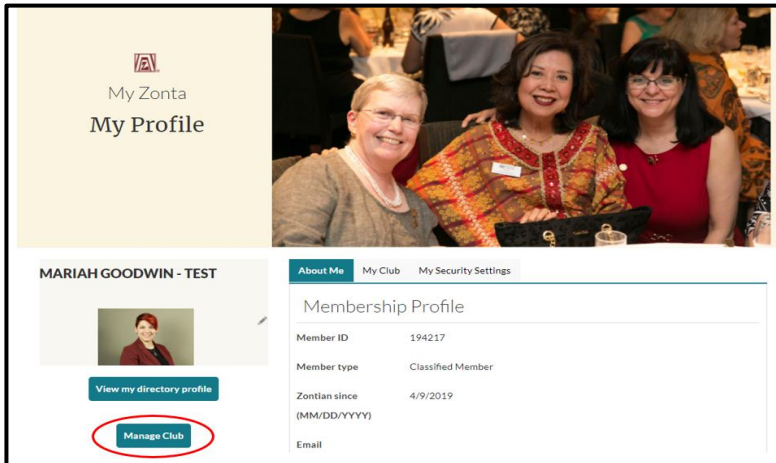 My Zonta
My Profile
MARIAH GOODWIN - TEST
View my directory profile
Manage Club
About Me My Club My Security Settings
Membership Profile
Member ID 194217
Member type Classified Member
Zontian since 4/9/2019
(MM/DD/YYYY)
Email